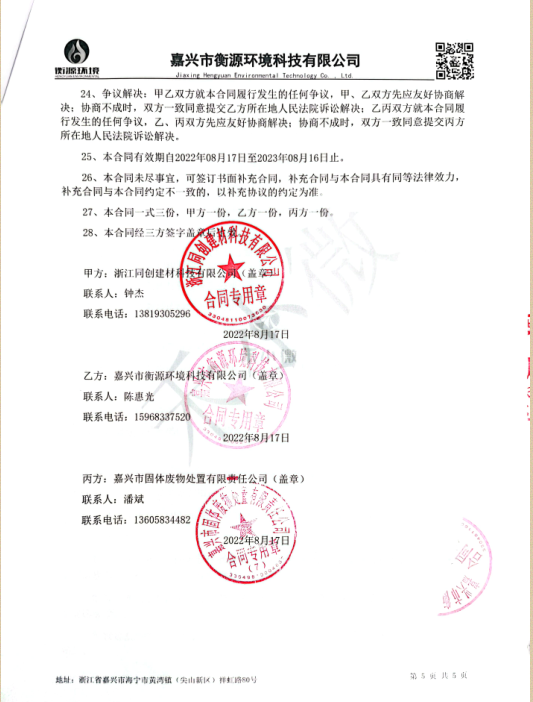 衡源环境
嘉兴市衡源环境科技有限公司
Jiaxing Hengyuan Environmental Technology Co., Ltd
24、争议解决：甲乙双方就本合同履行发生的任何争议，甲、乙双方先应友好协商解
决；协商不成时，双方一致同意提交乙方所在地人民法院诉讼解决；乙丙双方就本合同履
行发生的任何争议，乙、丙双方先应友好协商解决；协商不成时，双方一致同意提交丙方
所在地人民法院诉讼解决。
25、本合同有效期自2022年08月17日至2023年08月16日止。
26、本合同未尽事宜，可签订书面补充合同，补充合同与本合同具有同等法律效力，
补充合同与本合同约定不一致的，以补充协议的约定为准。
27、本合同一式三份，甲方一份，乙方一份，丙方一份。
28、本合同经三方签字盖章后
浙江同创建材科技有限公司
甲方：浙江同创建材科技有限公司（盖章）
联系人：钟杰
合同专用章
联系电话：13819305296
2022年8月17日
乙方：嘉兴市衡源环境科技有限公司（盖章）
联系人：陈惠光
合同专用章
联系电话：15968337520
2022年8月17日
丙方：嘉兴市固体废物处置有限责任公司（盖章）
联系人：潘斌
联系电话：13605834482
2022年8月17日
合同专用章
（7）
地址：浙江省嘉兴市海宁市黄湾镇（尖山新区）
第 5 页 共 5 页